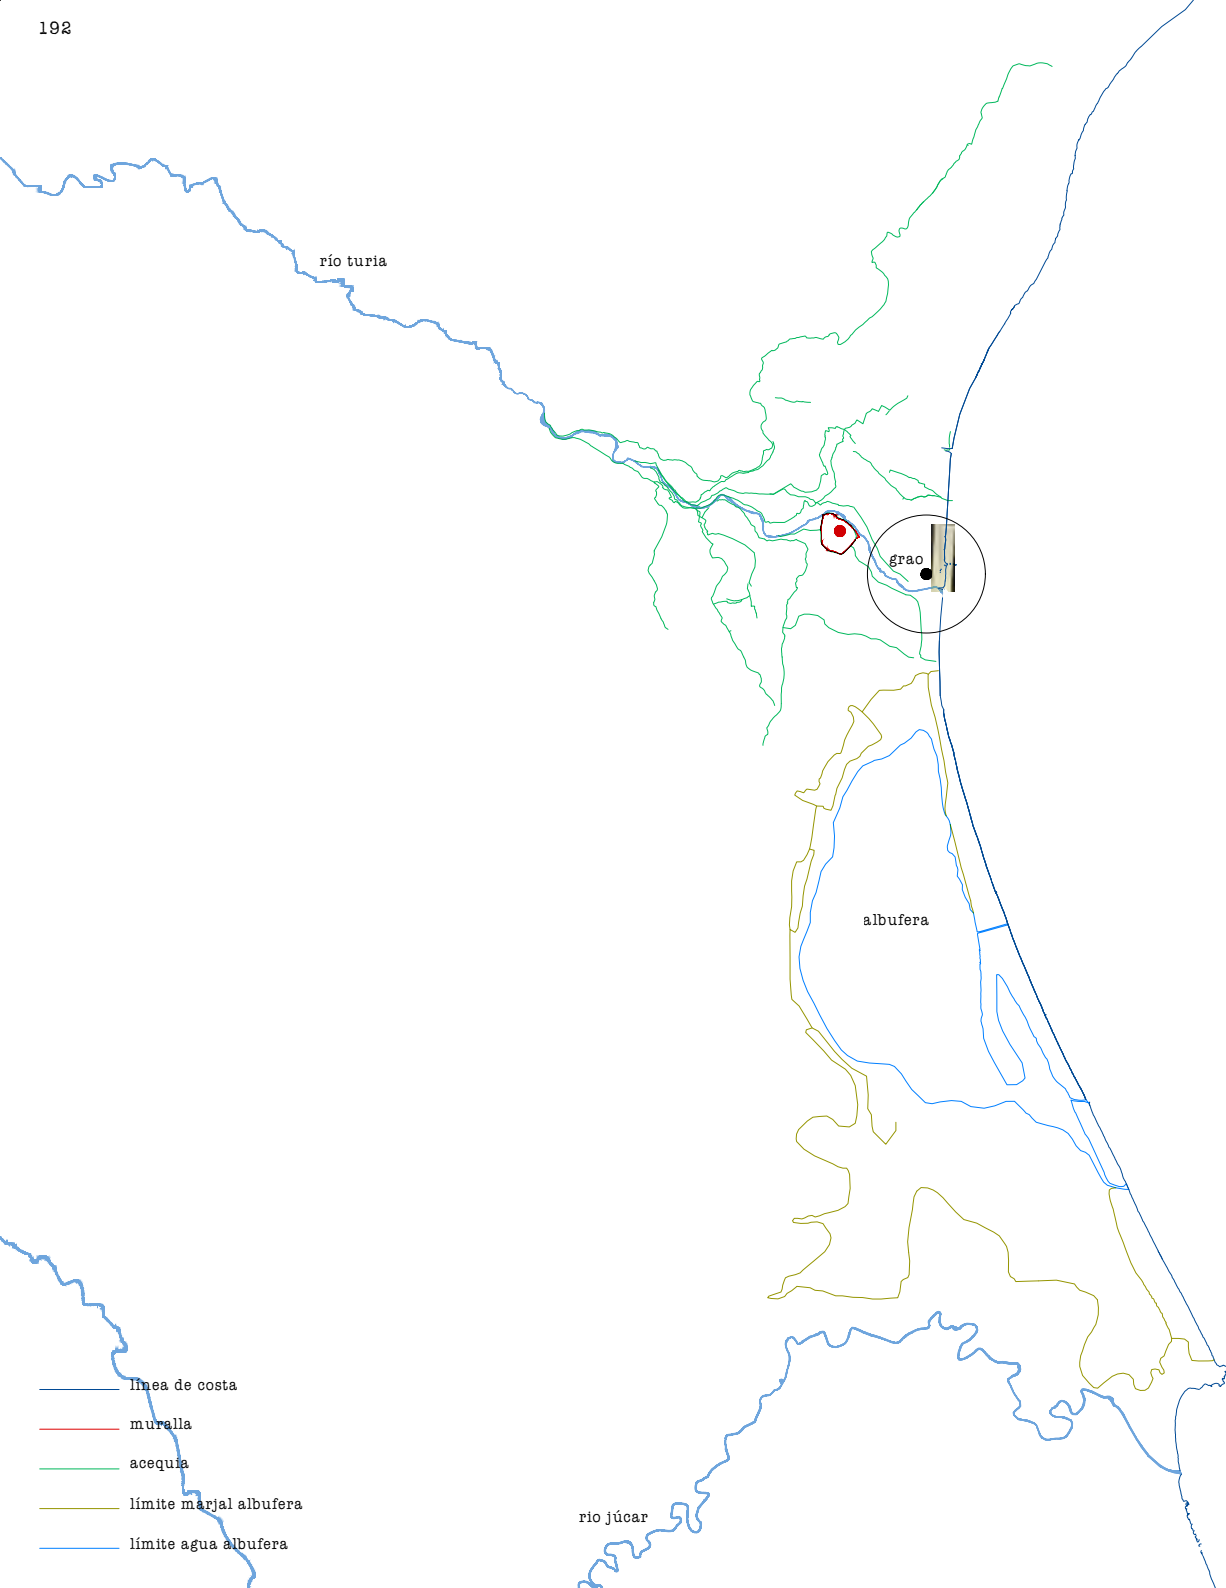 192
río turia
grao
albufera
línea de costa
muralla
acequia
límite marjal albufera
rio júcar
límite agua albufera